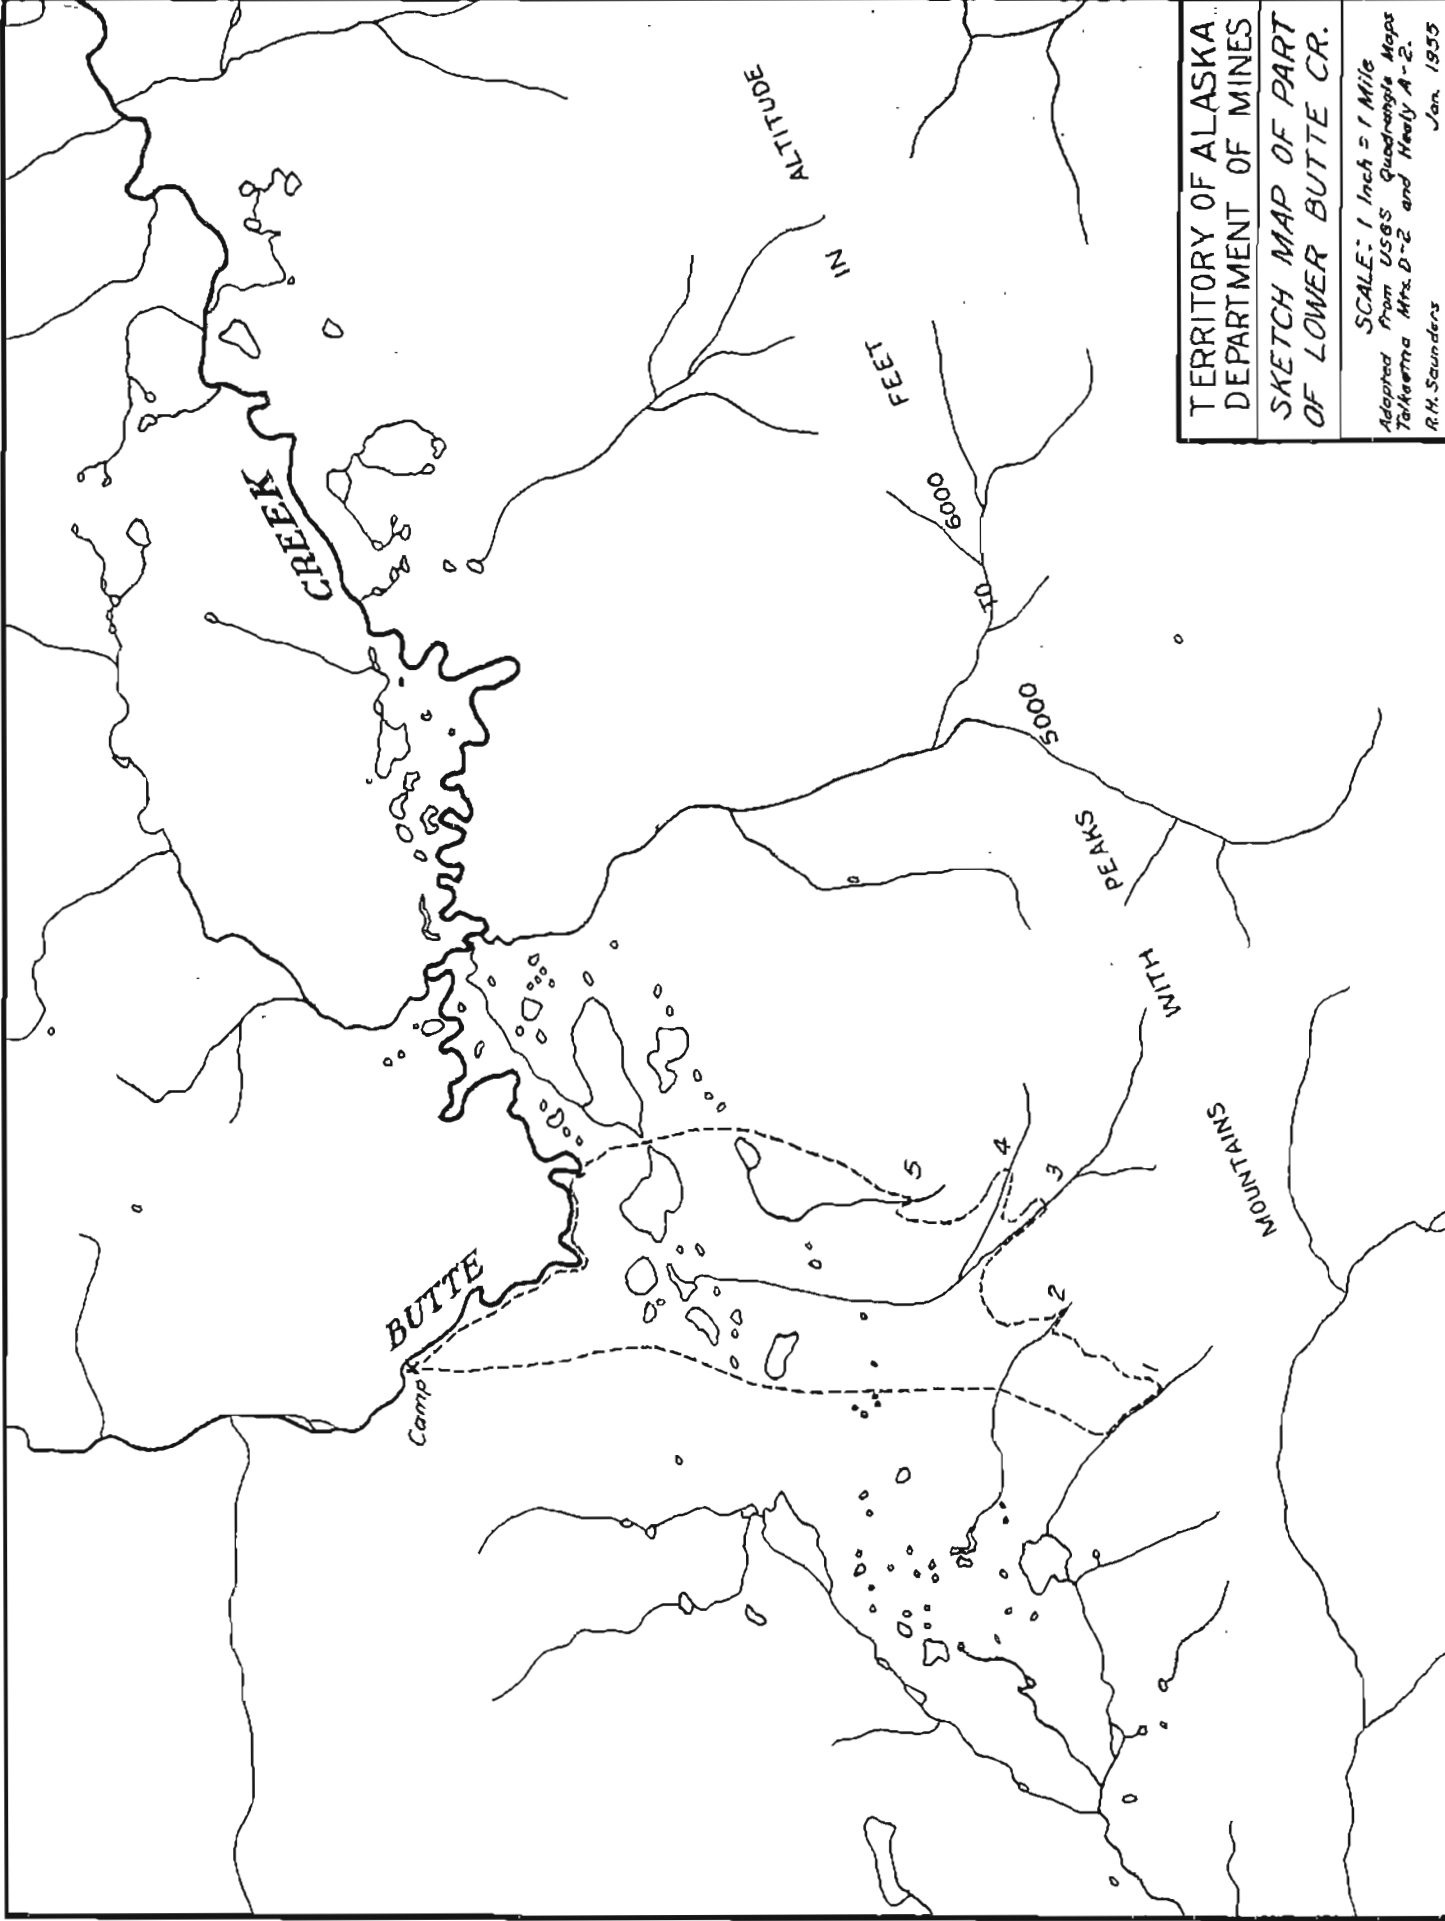 TERRITORY OF ALASKA
DEPARTMENT OF MINES
SKETCH MAP OF PART
OF LOWER BUTTE CR.
SCALE: 1 Inch = 1 Mile
Adapted from USGS Quadrangle Maps
Talkeetna Mts. D-2 and Healy A-2.
R.H. Saunders Jan. 1955
BUTTE CREEK
Camp
1
2
3
4
5
MOUNTAINS WITH PEAKS 5000 TO 6000 FEET IN ALTITUDE